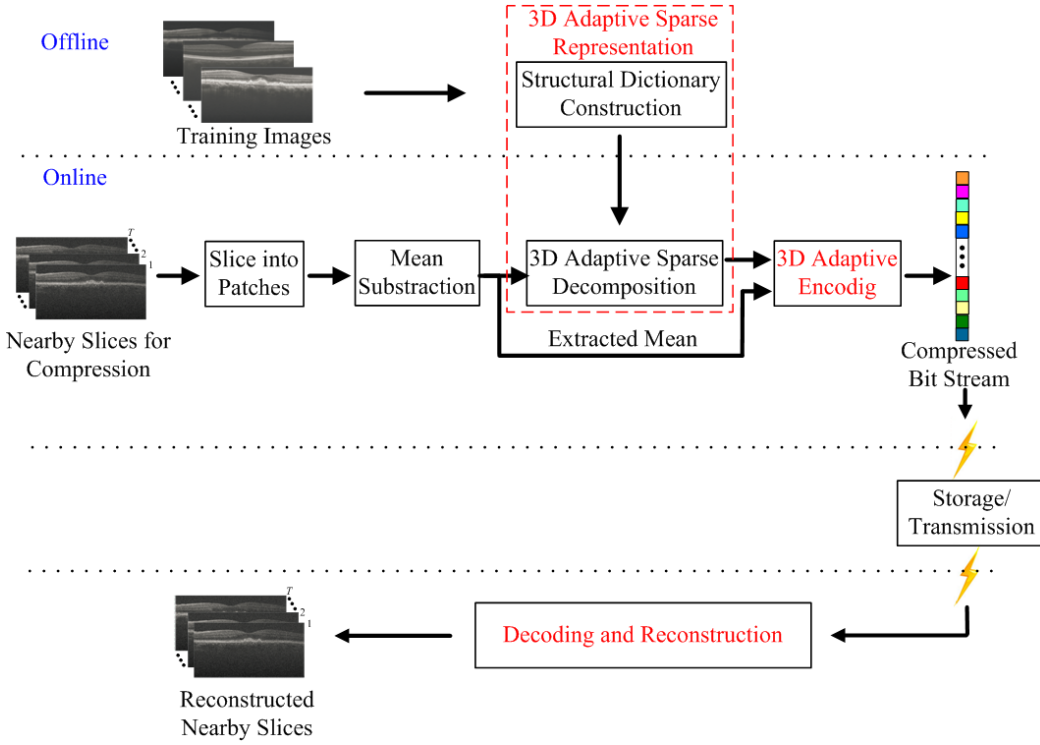 Offline
3D Adaptive Sparse
Representation
Structural Dictionary
Construction
Training Images
Online
T
2
1
Slice into
Patches
Mean
Substraction
3D Adaptive Sparse
Decomposition
3D Adaptive
Encodig
Extracted Mean
Nearby Slices for
Compression
Compressed
Bit Stream
Storage/
Transmission
T
2
1
Decoding and Reconstruction
Reconstructed
Nearby Slices